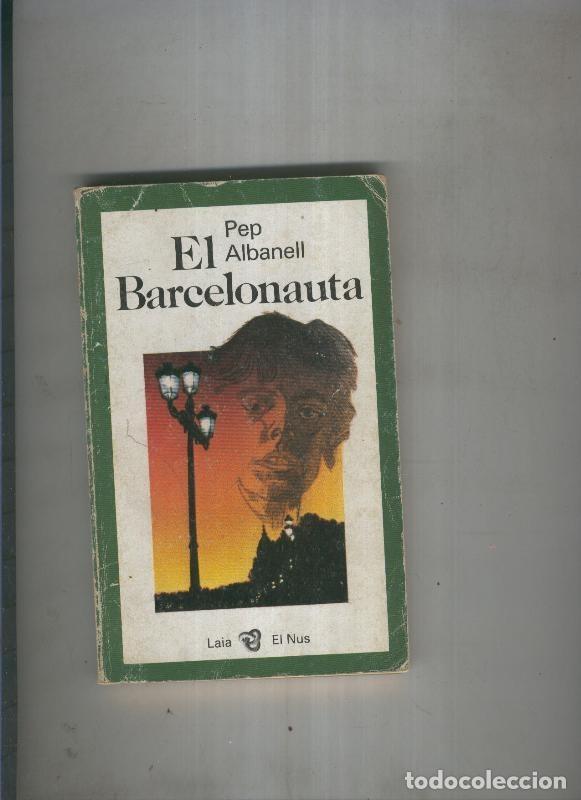 Pep
Albanell
El
Barcelonauta
Laia El Nus
todocoleccion